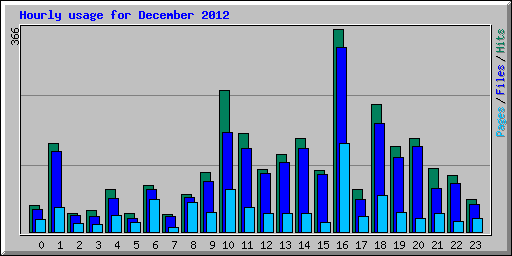 Hourly usage for December 2012
366
Pages/Files/Hits
0 1 2 3 4 5 6 7 8 9 10 11 12 13 14 15 16 17 18 19 20 21 22 23